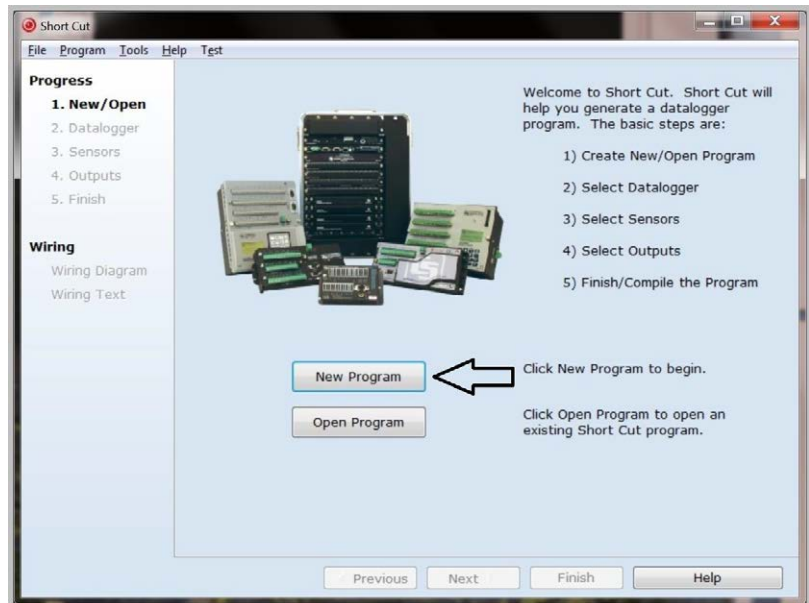 Short Cut
File Program Tools Help Test
Progress
1. New/Open
2. Datalogger
3. Sensors
4. Outputs
5. Finish
Wiring
Wiring Diagram
Wiring Text
Welcome to Short Cut. Short Cut will
help you generate a datalogger
program. The basic steps are:
1) Create New/Open Program
2) Select Datalogger
3) Select Sensors
4) Select Outputs
5) Finish/Compile the Program
New Program
Click New Program to begin.
Open Program
Click Open Program to open an
existing Short Cut program.
Previous Next Finish Help